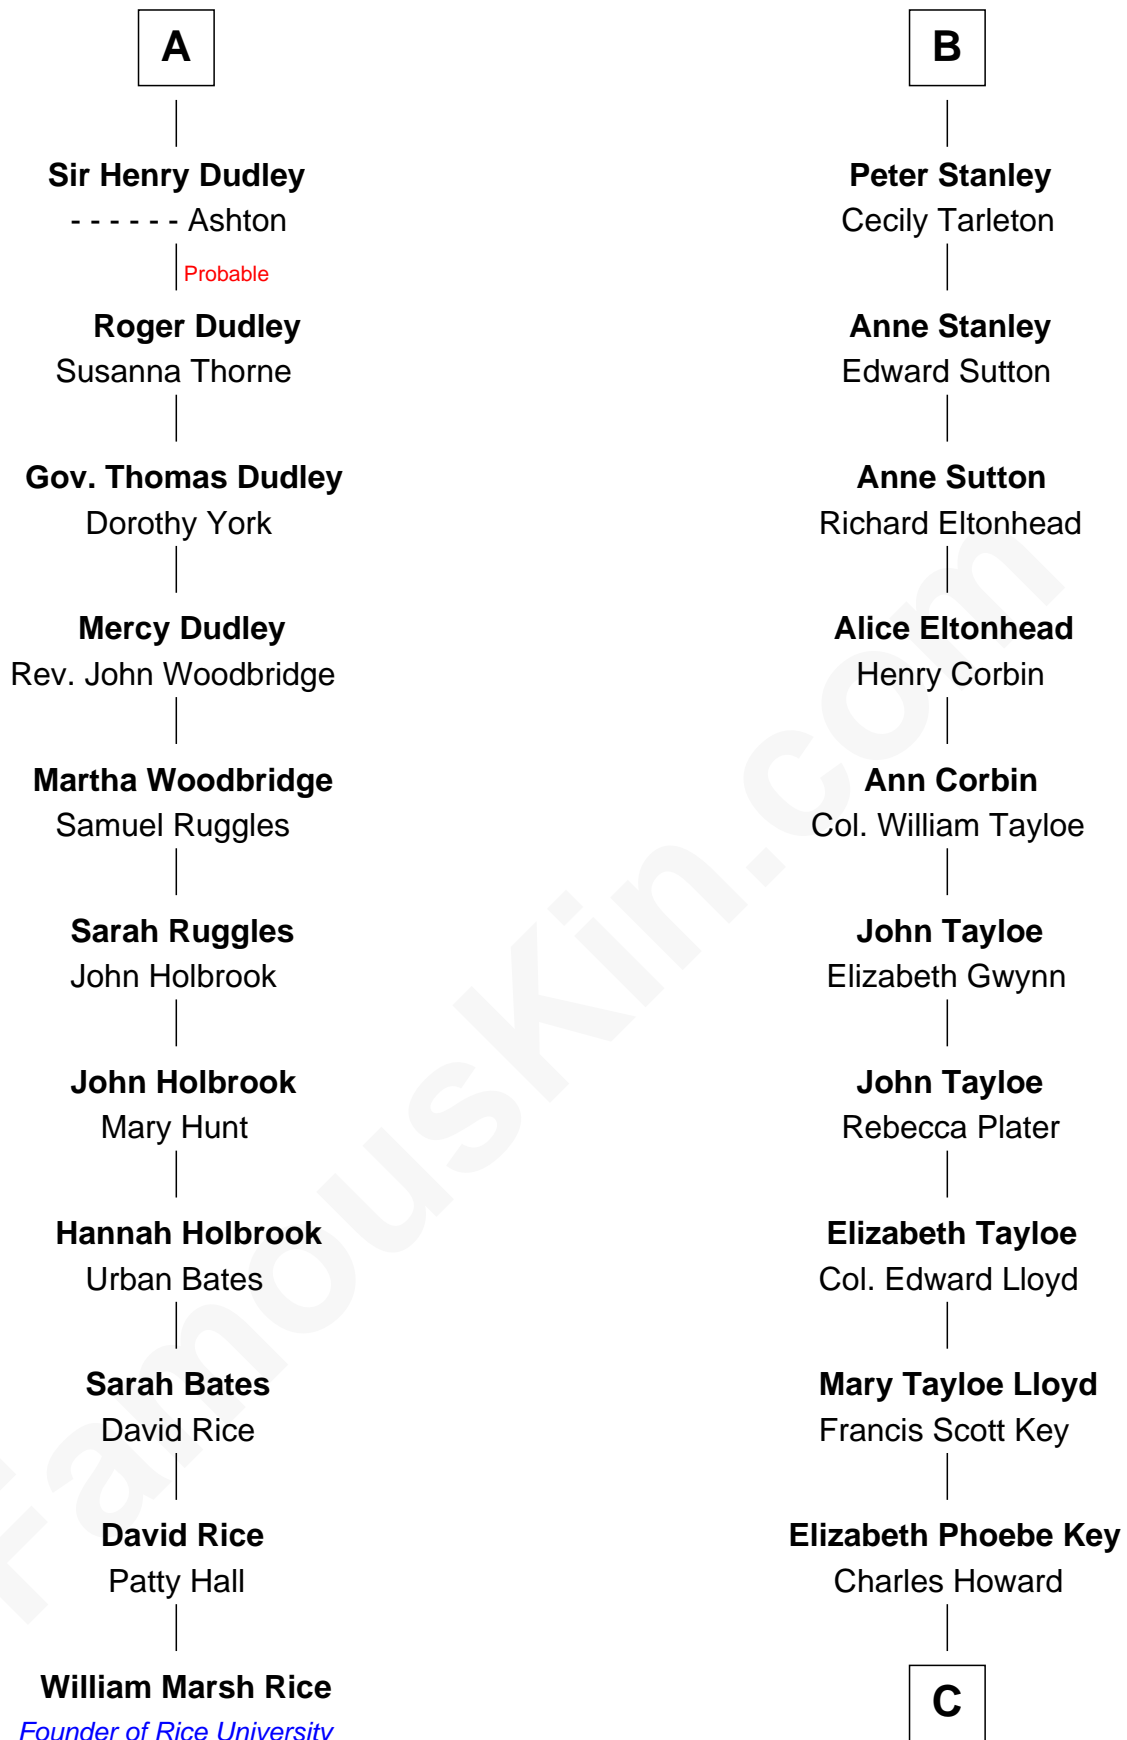 A
Sir Henry Dudley
- - - - - - Ashton
Probable
Roger Dudley
Susanna Thorne
Gov. Thomas Dudley
Dorothy York
Mercy Dudley
Rev. John Woodbridge
Martha Woodbridge
Samuel Ruggles
Sarah Ruggles
John Holbrook
John Holbrook
Mary Hunt
Hannah Holbrook
Urban Bates
Sarah Bates
David Rice
David Rice
Patty Hall
William Marsh Rice
Founder of Rice University
B
Peter Stanley
Cecily Tarleton
Anne Stanley
Edward Sutton
Anne Sutton
Richard Eltonhead
Alice Eltonhead
Henry Corbin
Ann Corbin
Col. William Tayloe
John Tayloe
Elizabeth Gwynn
John Tayloe
Rebecca Plater
Elizabeth Tayloe
Col. Edward Lloyd
Mary Tayloe Lloyd
Francis Scott Key
Elizabeth Phoebe Key
Charles Howard
C
FamousKin.com